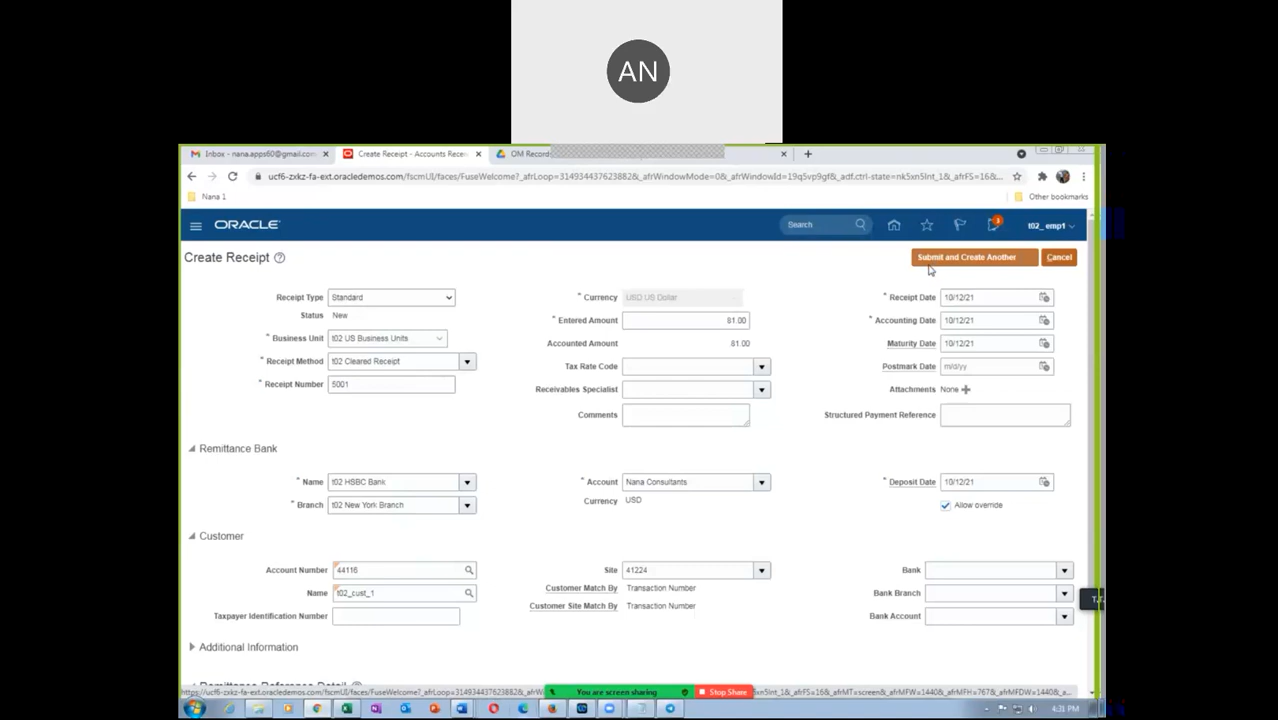 AN
Inbox - nana.apps60@gmail.com
Create Receipt - Accounts Recei
OM Record
ucf6-zxkz-fa-ext.oracledemos.com/fscmUI/faces/FuseWelcome?_afrLoop=314934437623882&_afrWindowMode=0&_afrWindowId=19q5vp9gf&_adf.ctrl-state=nk5xn5lnt_1&_afrFS=16&...
Nana 1
Other bookmarks
ORACLE
Search
3
t02_emp1
Create Receipt
Submit and Create Another
Cancel
Receipt Type Standard
* Currency USD US Dollar
* Receipt Date 10/12/21
Status New
* Entered Amount 81.00
* Accounting Date 10/12/21
* Business Unit t02 US Business Units
Accounted Amount 81.00
Maturity Date 10/12/21
* Receipt Method t02 Cleared Receipt
Tax Rate Code
Postmark Date m/d/yy
* Receipt Number 5001
Receivables Specialist
Attachments None
Comments
Structured Payment Reference
Remittance Bank
* Name t02 HSBC Bank
* Account Nana Consultants
* Deposit Date 10/12/21
* Branch t02 New York Branch
Currency USD
Allow override
Customer
Account Number 44116
Site 41224
Bank
Name t02_cust_1
Customer Match By Transaction Number
Bank Branch
Customer Site Match By Transaction Number
Taxpayer Identification Number
Bank Account
Additional Information
You are screen sharing
Stop Share
4:31 PM